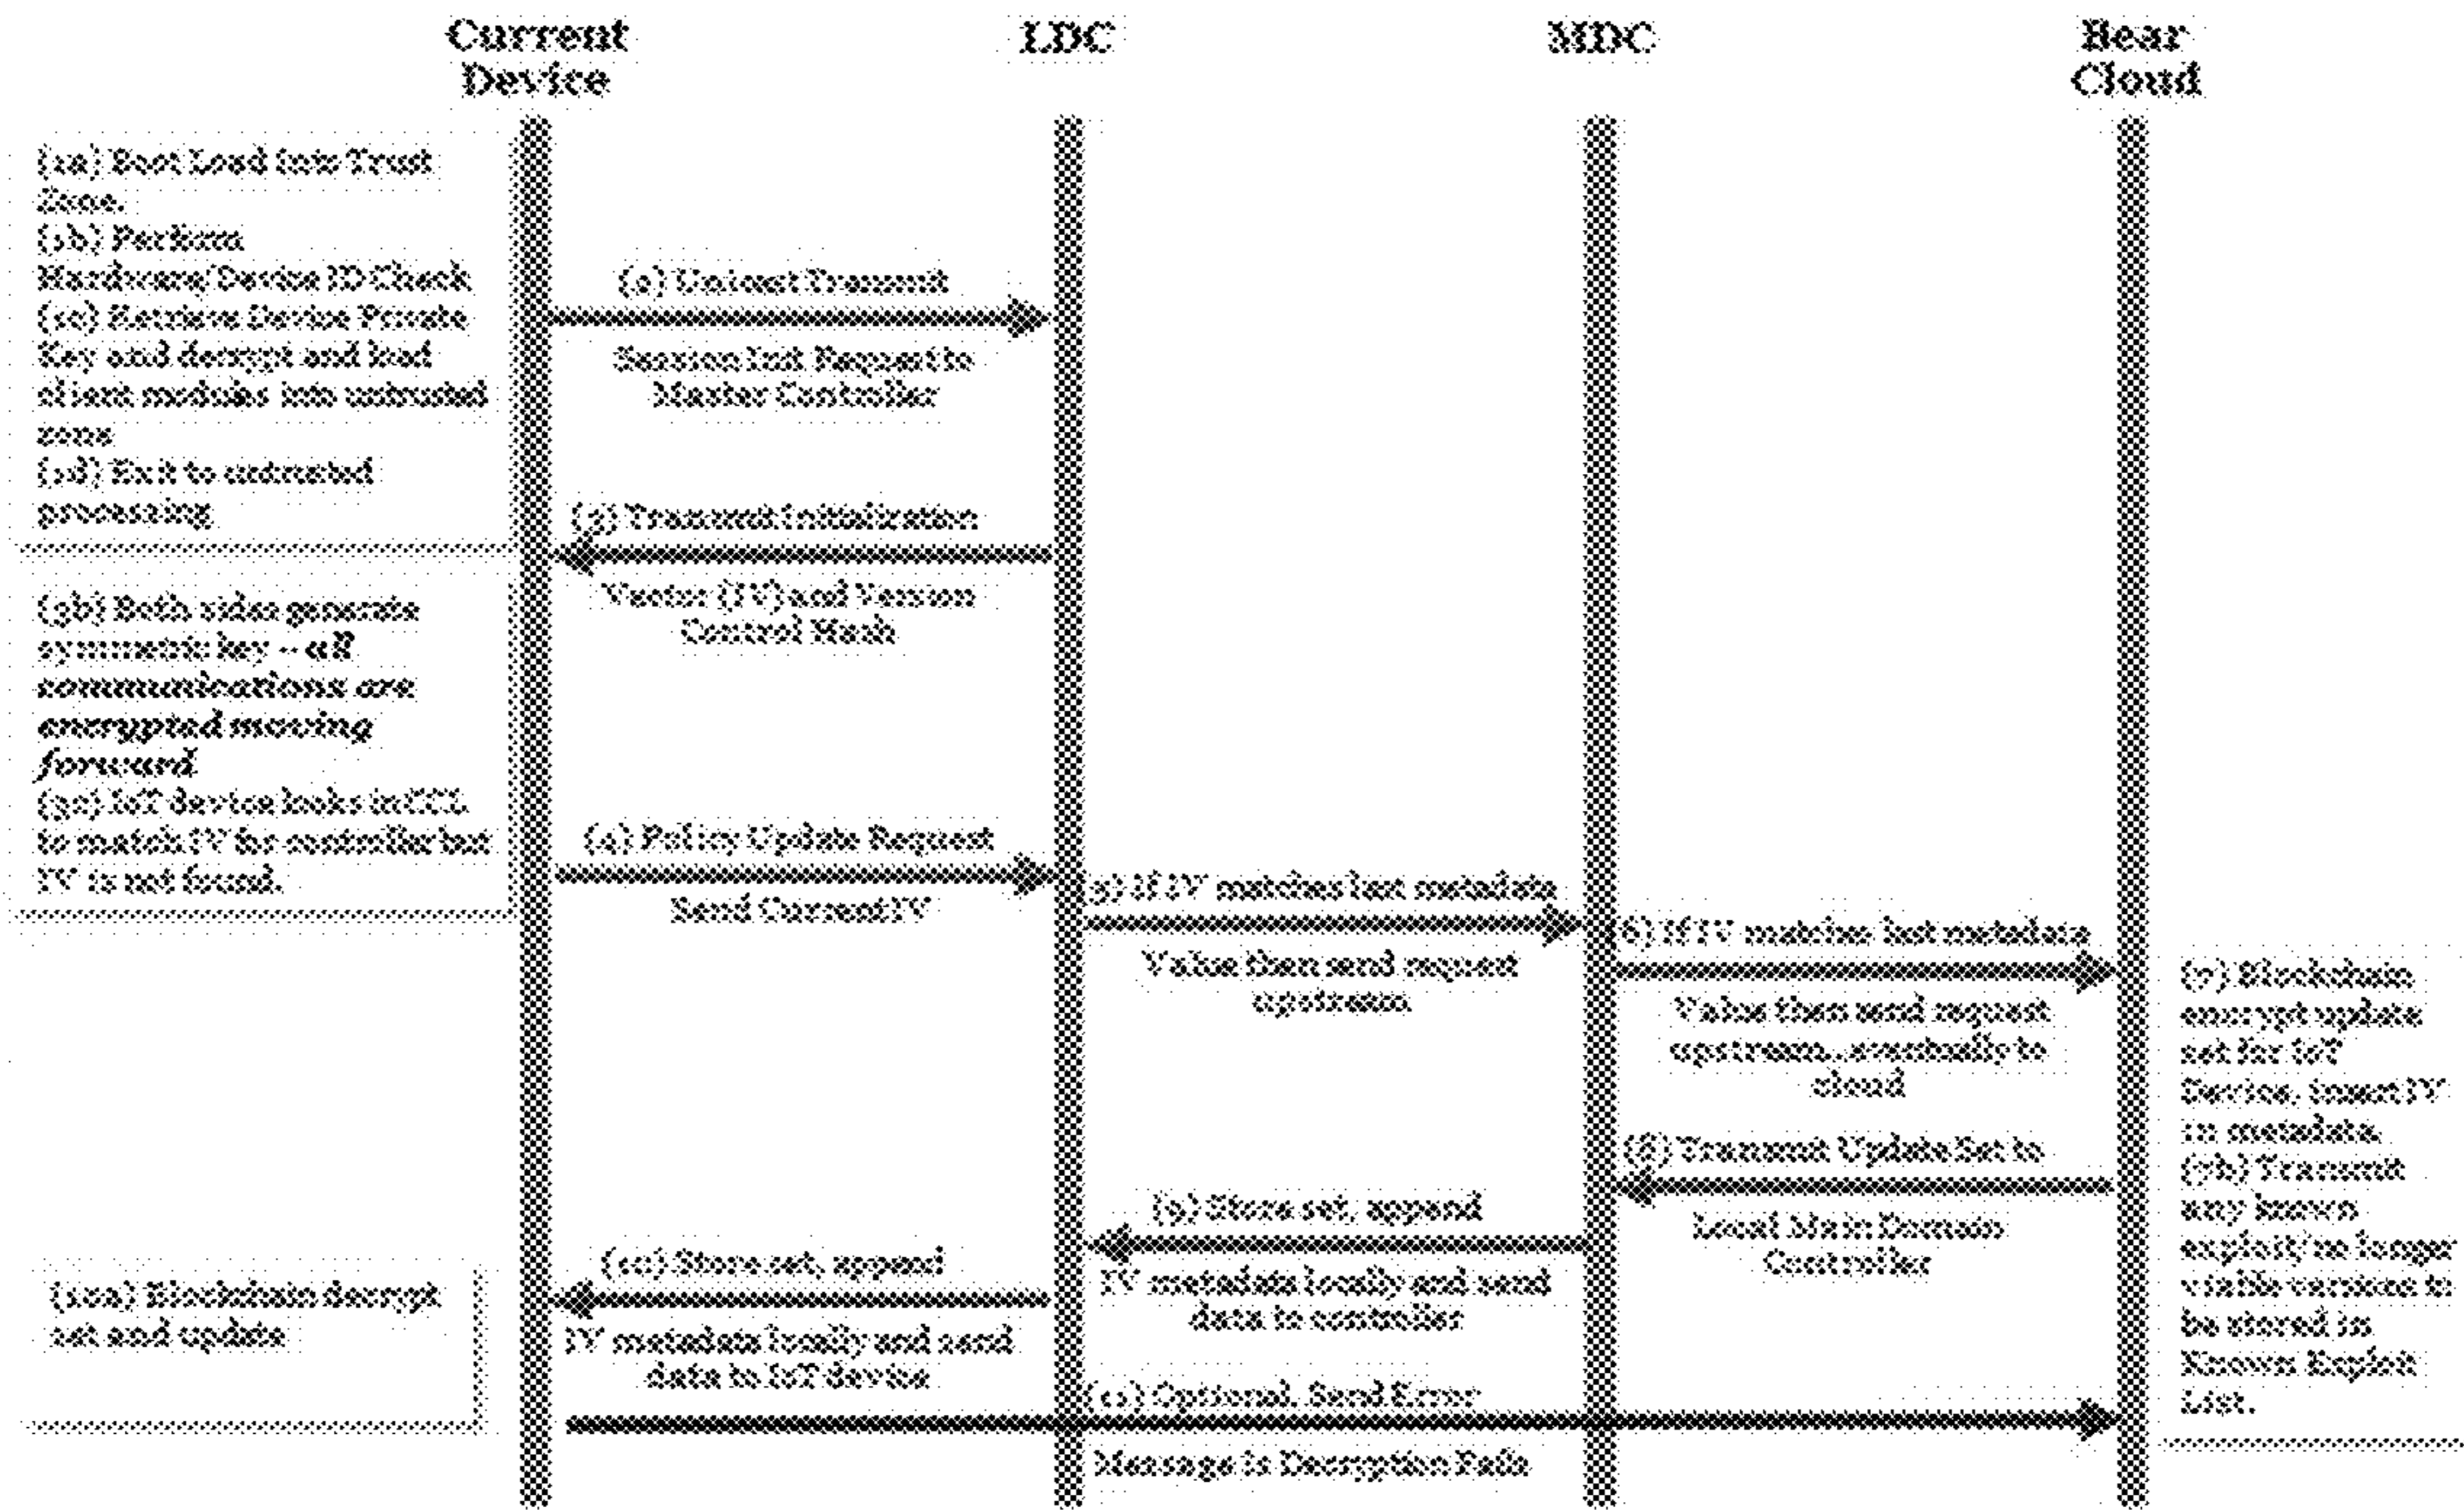 Current
Device
LDC
MDC
Bear
Cloud
(1a) Boot Load into Trust
Zone.
(1b) Perform
Hardware Device ID Check
(1c) Retrieve Device Private
Key and decrypt and load
client modules into untrusted
zone
(1d) Exit to untrusted
processing
(2) Unicast Transmit
Session Init Request to
Master Controller
(3) Transmit Initialization
Vector (IV) and Version
Control Hash
(3b) Both sides generate
symmetric key - all
communications are
encrypted moving
forward.
(3c) IoT device looks in
to match IV for controller but
IV is not found.
(4) Policy Update Request
Send Current IV
5) If IV matches last metadata
Value then send request
upstream
6) If IV matches last metadata
Value then send request
upstream...eventually to
cloud
(7) Blockchain
encrypt update
set for IoT
Device, insert IV
in metadata.
(7b) Transmit
any known
exploit/no longer
viable versions to
be stored in
Known Exploit
List.
(8) Transmit Update Set to
Local Main Domain
Controller
(9) Store set, append
IV metadata locally and send
data to controller
(10) Store set, append
IV metadata locally and send
data to IoT device
(10a) Blockchain decrypt
set and update
(11) Optional. Send Error
Message is Decryption Fails